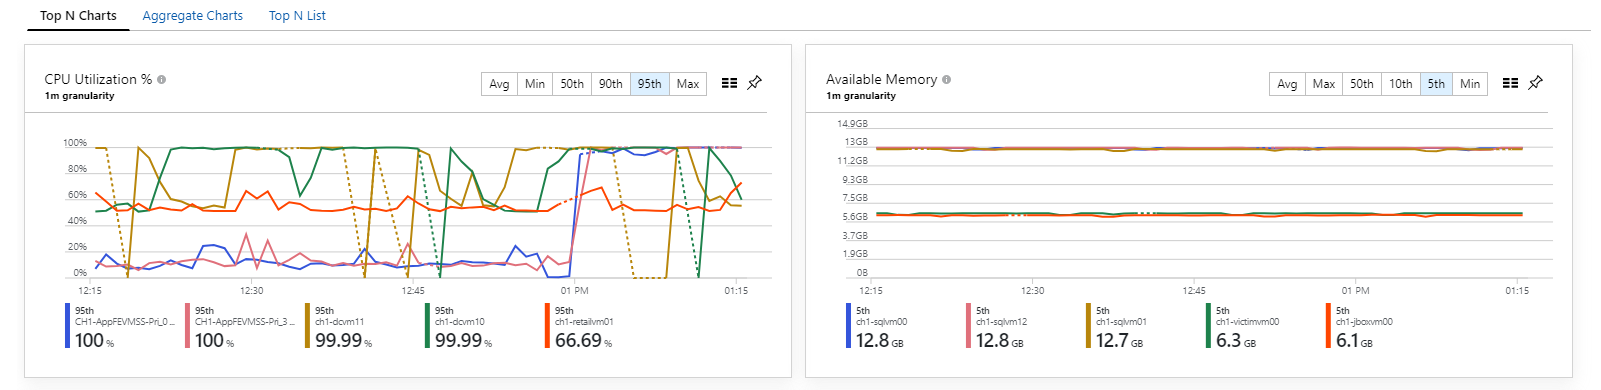 Top N Charts Aggregate Charts Top N List
CPU Utilization %
1m granularity
Avg Min 50th 90th 95th Max
100%
80%
60%
40%
20%
0%
12:15 12:30 12:45 01 PM 01:15
95th
CH1-AppFEVMSS-Pri_0 ...
100 %
95th
CH1-AppFEVMSS-Pri_3 ...
100 %
95th
ch1-dcvm11
99.99 %
95th
ch1-dcvm10
99.99 %
95th
ch1-retailvm01
66.69 %
Available Memory
1m granularity
Avg Max 50th 10th 5th Min
14.9GB
13GB
11.2GB
9.3GB
7.5GB
5.6GB
3.7GB
1.9GB
0B
12:15 12:30 12:45 01 PM 01:15
5th
ch1-sqlvm00
12.8 GB
5th
ch1-sqlvm12
12.8 GB
5th
ch1-sqlvm01
12.7 GB
5th
ch1-victimvm00
6.3 GB
5th
ch1-jboxvm00
6.1 GB